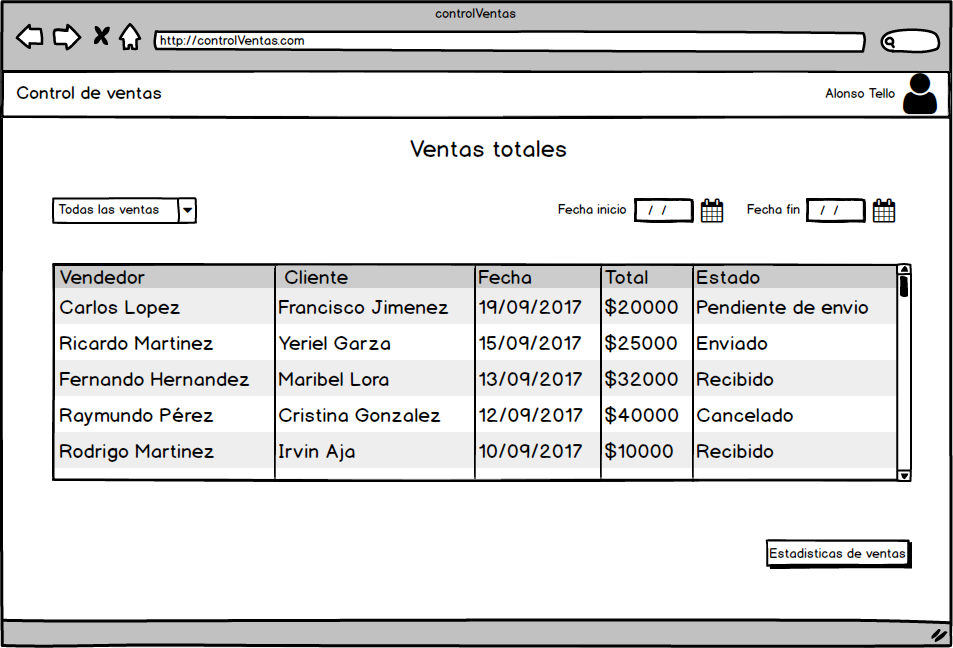 controlVentas
http://controlVentas.com
Control de ventas
Alonso Tello
Ventas totales
Todas las ventas
Fecha inicio / /
Fecha fin / /
Vendedor Cliente Fecha Total Estado
Carlos Lopez Francisco Jimenez 19/09/2017 $20000 Pendiente de envio
Ricardo Martinez Yeriel Garza 15/09/2017 $25000 Enviado
Fernando Hernandez Maribel Lora 13/09/2017 $32000 Recibido
Raymundo Pérez Cristina Gonzalez 12/09/2017 $40000 Cancelado
Rodrigo Martinez Irvin Aja 10/09/2017 $10000 Recibido
Estadisticas de ventas